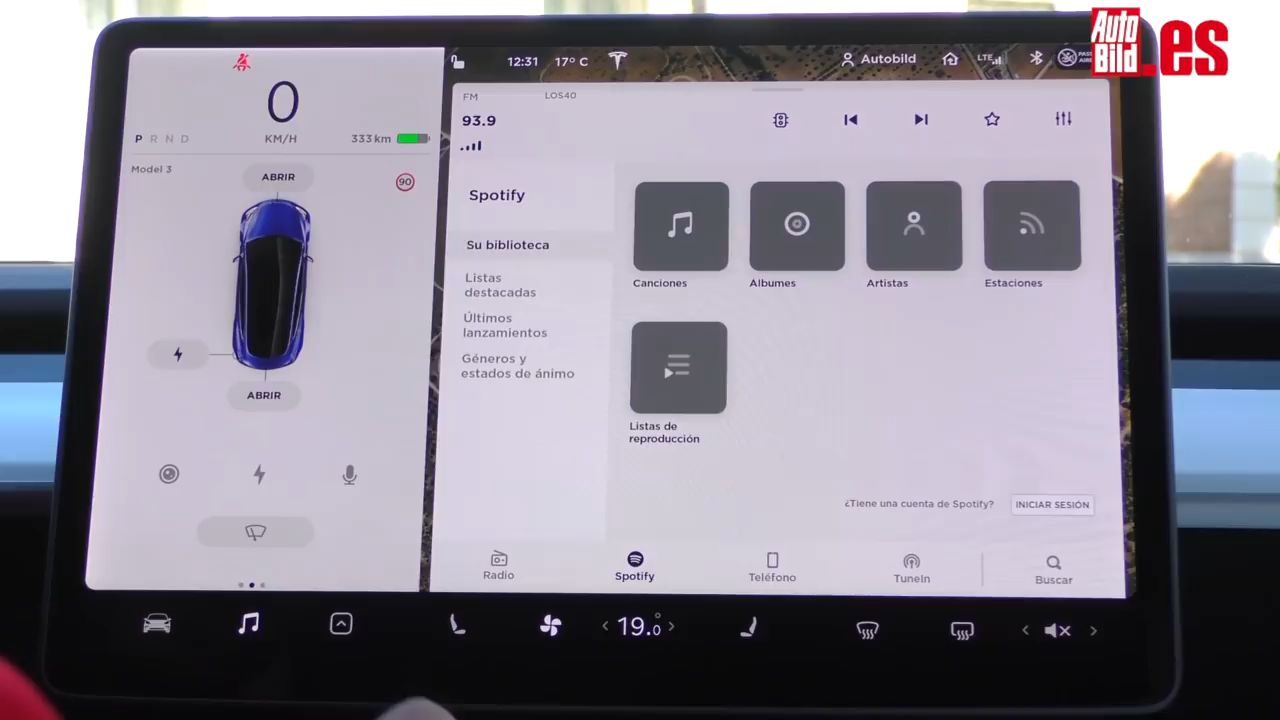 Auto
Bild
.es
12:31
17° C
Autobild
LTE
0
P R N D
KM/H
333 km
Model 3
ABRIR
90
ABRIR
FM
LOS40
93.9
Spotify
Su biblioteca
Listas
destacadas
Últimos
lanzamientos
Géneros y
estados de ánimo
Canciones
Álbumes
Artistas
Estaciones
Listas de
reproducción
¿Tiene una cuenta de Spotify?
INICIAR SESIÓN
Radio
Spotify
Teléfono
TuneIn
Buscar
19.0°